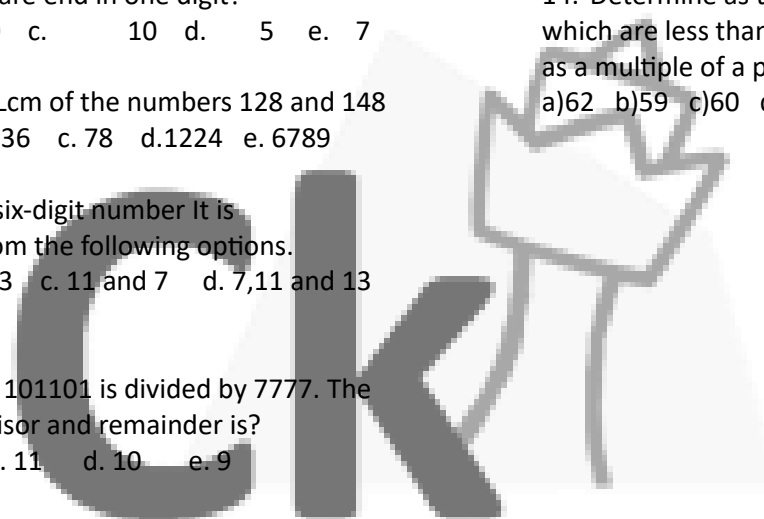 are end in one digit?
c. 10 d. 5 e. 7
Lcm of the numbers 128 and 148
36 c. 78 d.1224 e. 6789
six-digit number It is
om the following options.
3 c. 11 and 7 d. 7,11 and 13
101101 is divided by 7777. The
isor and remainder is?
. 11 d. 10 e. 9
14. Determine as
which are less than
as a multiple of a p
a)62 b)59 c)60
ck